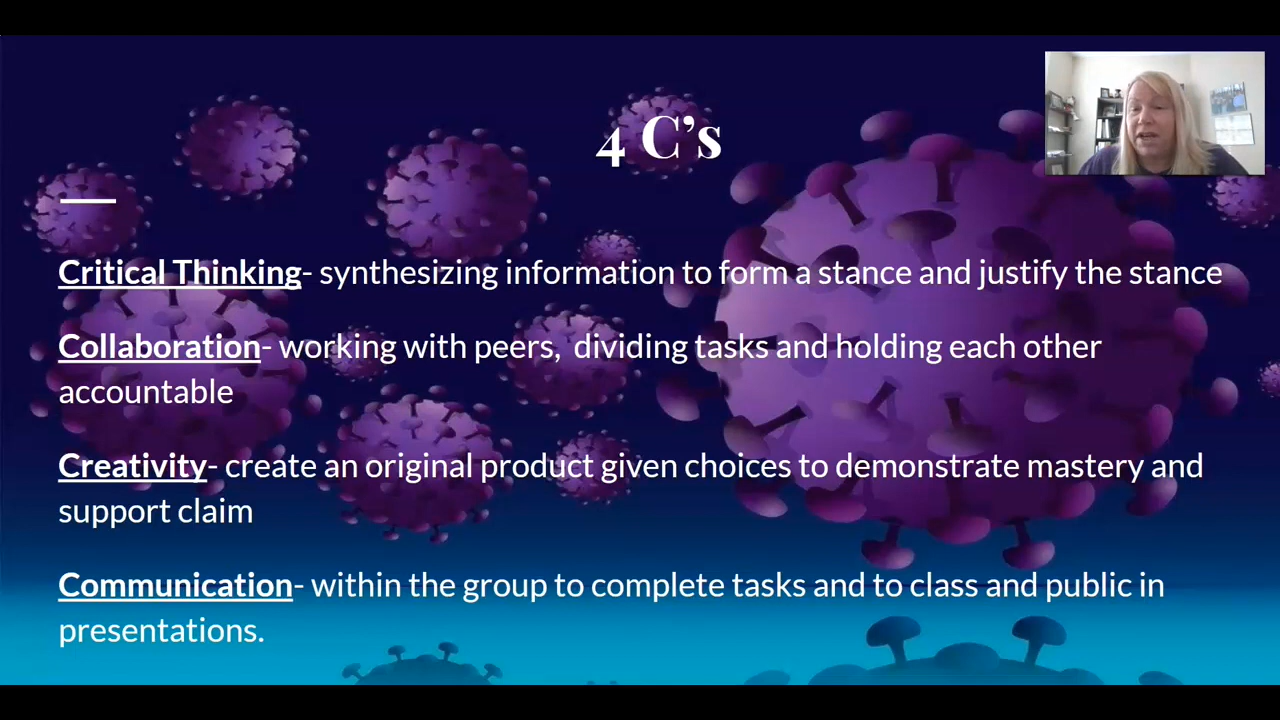 4 C’s
Critical Thinking- synthesizing information to form a stance and justify the stance
Collaboration- working with peers,  dividing tasks and holding each other
accountable
Creativity- create an original product given choices to demonstrate mastery and
support claim
Communication- within the group to complete tasks and to class and public in
presentations.